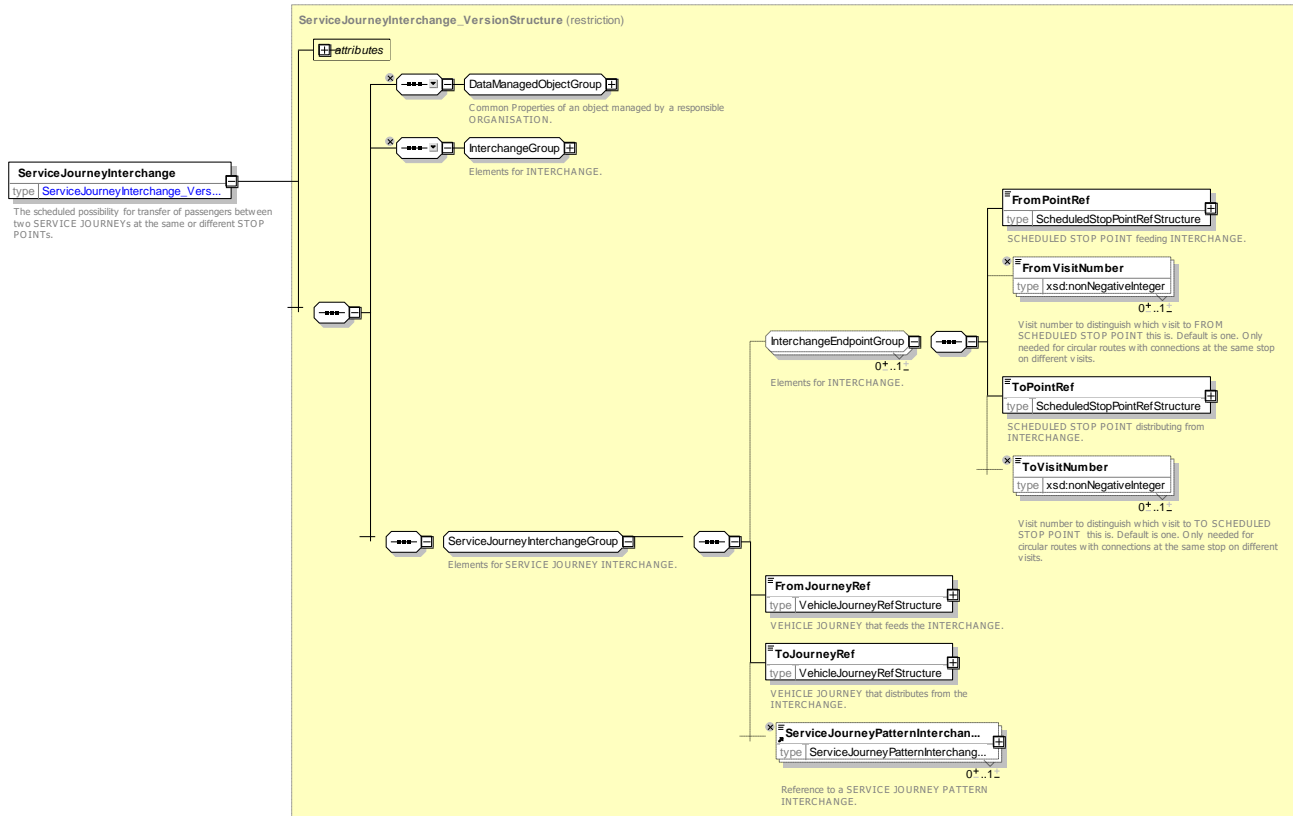 ServiceJourneyInterchange_VersionStructure (restriction)
attributes
DataManagedObjectGroup
Common Properties of an object managed by a responsible
ORGANISATION.
InterchangeGroup
Elements for INTERCHANGE.
ServiceJourneyInterchange
type ServiceJourneyInterchange_Vers...
The scheduled possibility for transfer of passengers between
two SERVICE JOURNEYs at the same or different STOP
POINTs.
FromPointRef
type ScheduledStopPointRefStructure
SCHEDULED STOP POINT feeding INTERCHANGE.
FromVisitNumber
type xsd:nonNegativeInteger
0..1
Visit number to distinguish which visit to FROM
SCHEDULED STOP POINT this is. Default is one. Only
needed for circular routes with connections at the same stop
on different visits.
InterchangeEndpointGroup
0..1
Elements for INTERCHANGE.
ToPointRef
type ScheduledStopPointRefStructure
SCHEDULED STOP POINT distributing from
INTERCHANGE.
ToVisitNumber
type xsd:nonNegativeInteger
0..1
Visit number to distinguish which visit to TO SCHEDULED
STOP POINT this is. Default is one. Only needed for
circular routes with connections at the same stop on different
visits.
ServiceJourneyInterchangeGroup
Elements for SERVICE JOURNEY INTERCHANGE.
FromJourneyRef
type VehicleJourneyRefStructure
VEHICLE JOURNEY that feeds the INTERCHANGE.
ToJourneyRef
type VehicleJourneyRefStructure
VEHICLE JOURNEY that distributes from the
INTERCHANGE.
ServiceJourneyPatternInterchan...
type ServiceJourneyPatternInterchang...
0..1
Reference to a SERVICE JOURNEY PATTERN
INTERCHANGE.